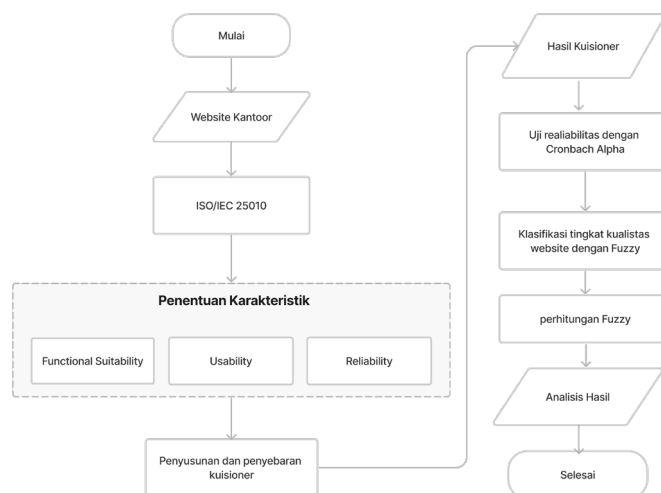 Mulai
Website Kantoor
ISO/IEC 25010
Penentuan Karakteristik
Functional Suitability
Usability
Reliability
Penyusunan dan penyebaran
kuisioner
Hasil Kuisioner
Uji realiabilitas dengan
Cronbach Alpha
Klasifikasi tingkat kualistas
website dengan Fuzzy
perhitungan Fuzzy
Analisis Hasil
Selesai